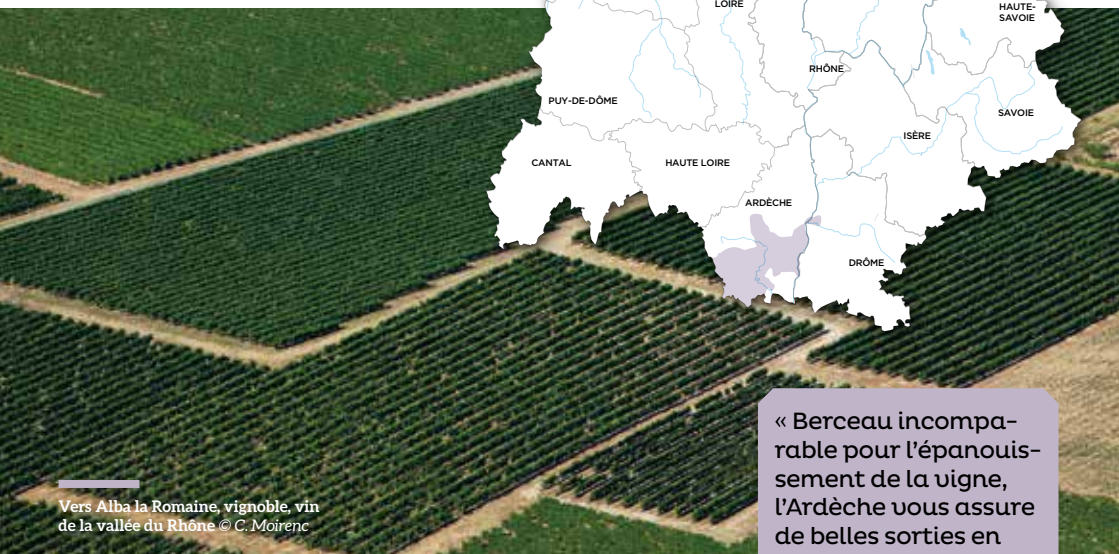 LOIRE
HAUTE-
SAVOIE
RHÔNE
PUY-DE-DÔME
SAVOIE
ISÈRE
CANTAL
HAUTE LOIRE
ARDÈCHE
DRÔME
« Berceau incompa-
rable pour l’épanouis-
sement de la vigne,
l’Ardèche vous assure
de belles sorties en
Vers Alba la Romaine, vignoble, vin
de la vallée du Rhône © C. Moirenc